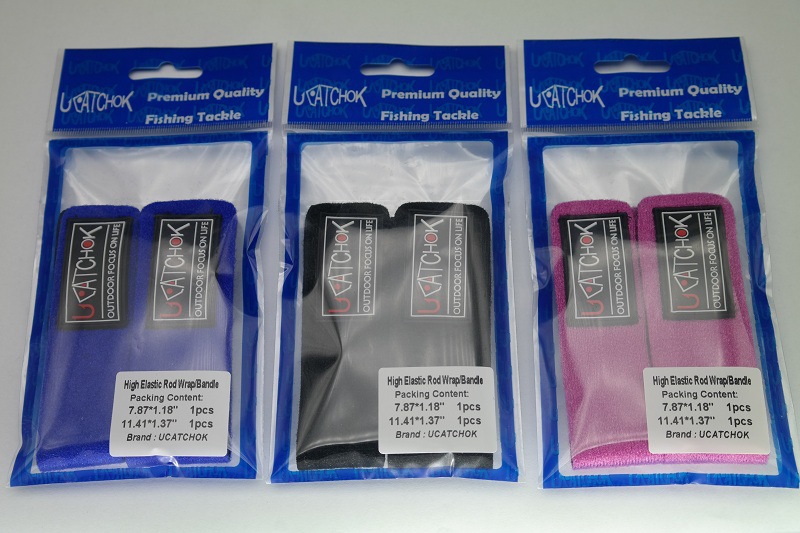 UCATCHOK
Premium Quality
Fishing Tackle
UCATCHOK
OUTDOOR FOCUS ON LIFE
UCATCHOK
OUTDOOR FOCUS ON LIFE
High Elastic Rod Wrap/Bandle
Packing Content:
7.87*1.18" 1pcs
11.41*1.37" 1pcs
Brand : UCATCHOK
UCATCHOK
Premium Quality
Fishing Tackle
UCATCHOK
OUTDOOR FOCUS ON LIFE
UCATCHOK
OUTDOOR FOCUS ON LIFE
High Elastic Rod Wrap/Bandle
Packing Content:
7.87*1.18" 1pcs
11.41*1.37" 1pcs
Brand : UCATCHOK
UCATCHOK
Premium Quality
Fishing Tackle
UCATCHOK
OUTDOOR FOCUS ON LIFE
UCATCHOK
OUTDOOR FOCUS ON LIFE
High Elastic Rod Wrap/Bandle
Packing Content:
7.87*1.18" 1pcs
11.41*1.37" 1pcs
Brand : UCATCHOK